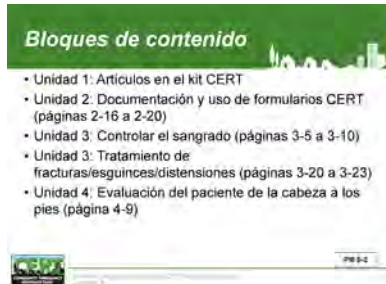 Bloques de contenido
• Unidad 1: Artículos en el kit CERT
• Unidad 2: Documentación y uso de formularios CERT
(páginas 2-16 a 2-20)
• Unidad 3: Controlar el sangrado (páginas 3-5 a 3-10)
• Unidad 3: Tratamiento de
fracturas/esguinces/distensiones (páginas 3-20 a 3-23)
• Unidad 4: Evaluación del paciente de la cabeza a los
pies (página 4-9)
CERT